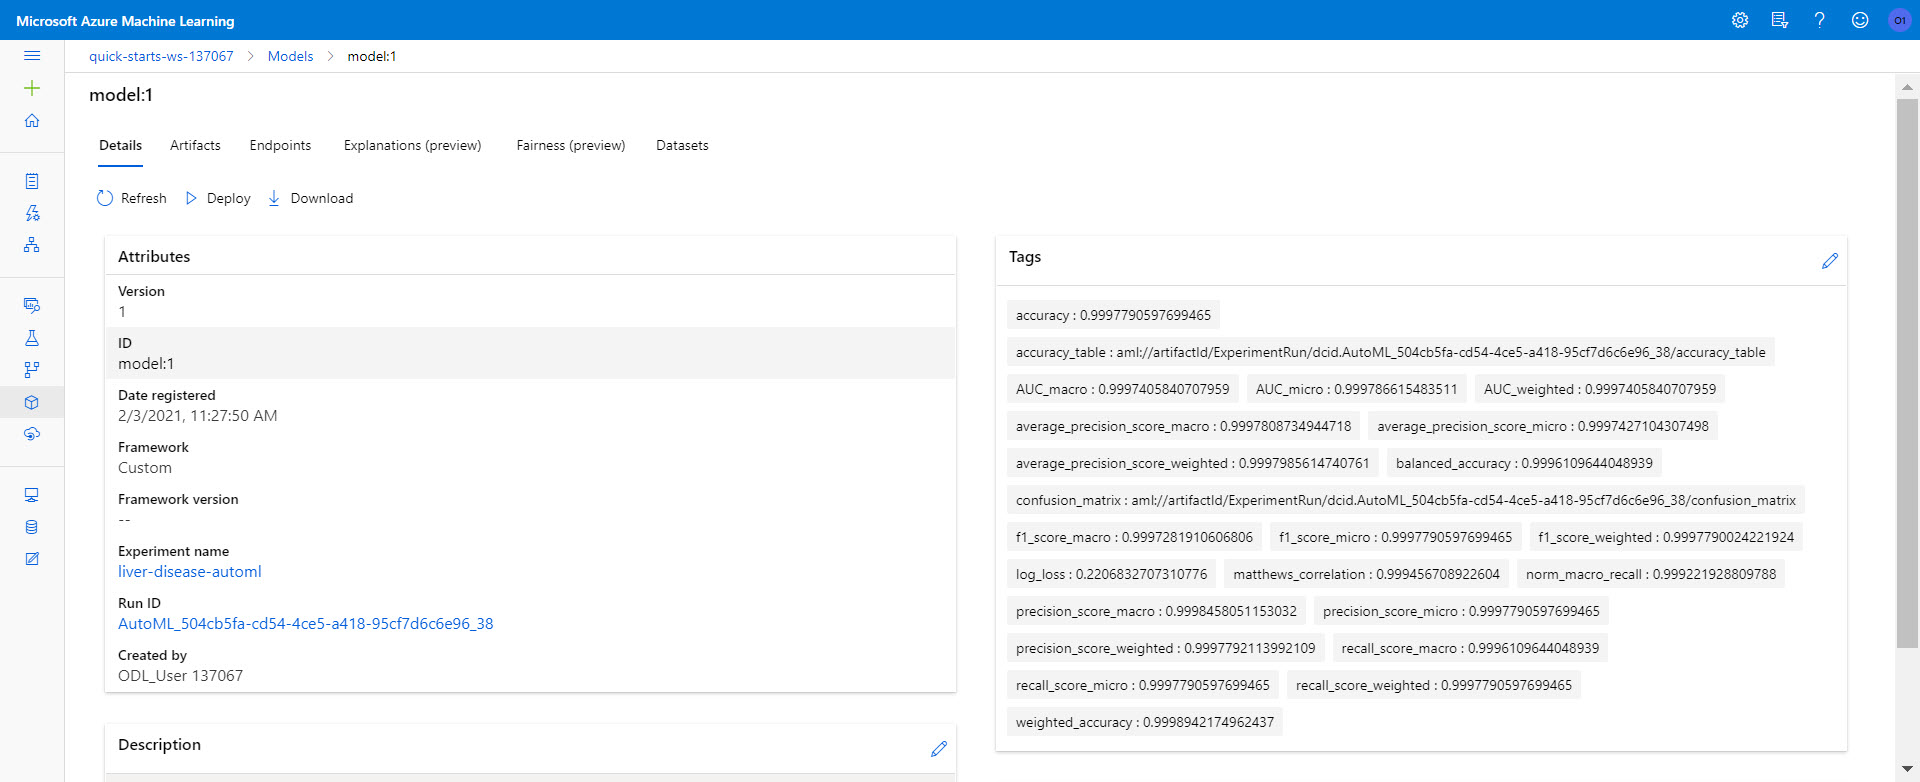 Microsoft Azure Machine Learning
O1
quick-starts-ws-137067 > Models > model:1
model:1
Details Artifacts Endpoints Explanations (preview) Fairness (preview) Datasets
Refresh Deploy Download
Attributes
Version
1
ID
model:1
Date registered
2/3/2021, 11:27:50 AM
Framework
Custom
Framework version
--
Experiment name
liver-disease-automl
Run ID
AutoML_504cb5fa-cd54-4ce5-a418-95cf7d6c6e96_38
Created by
ODL_User 137067
Description
Tags
accuracy : 0.9997790597699465
accuracy_table : aml://artifactId/ExperimentRun/dcid.AutoML_504cb5fa-cd54-4ce5-a418-95cf7d6c6e96_38/accuracy_table
AUC_macro : 0.9997405840707959 AUC_micro : 0.999786615483511 AUC_weighted : 0.9997405840707959
average_precision_score_macro : 0.9997808734944718 average_precision_score_micro : 0.9997427104307498
average_precision_score_weighted : 0.9997985614740761 balanced_accuracy : 0.9996109644048939
confusion_matrix : aml://artifactId/ExperimentRun/dcid.AutoML_504cb5fa-cd54-4ce5-a418-95cf7d6c6e96_38/confusion_matrix
f1_score_macro : 0.9997281910606806 f1_score_micro : 0.9997790597699465 f1_score_weighted : 0.9997790024221924
log_loss : 0.2206832707310776 matthews_correlation : 0.999456708922604 norm_macro_recall : 0.999221928809788
precision_score_macro : 0.9998458051153032 precision_score_micro : 0.9997790597699465
precision_score_weighted : 0.9997792113992109 recall_score_macro : 0.9996109644048939
recall_score_micro : 0.9997790597699465 recall_score_weighted : 0.9997790597699465
weighted_accuracy : 0.9998942174962437